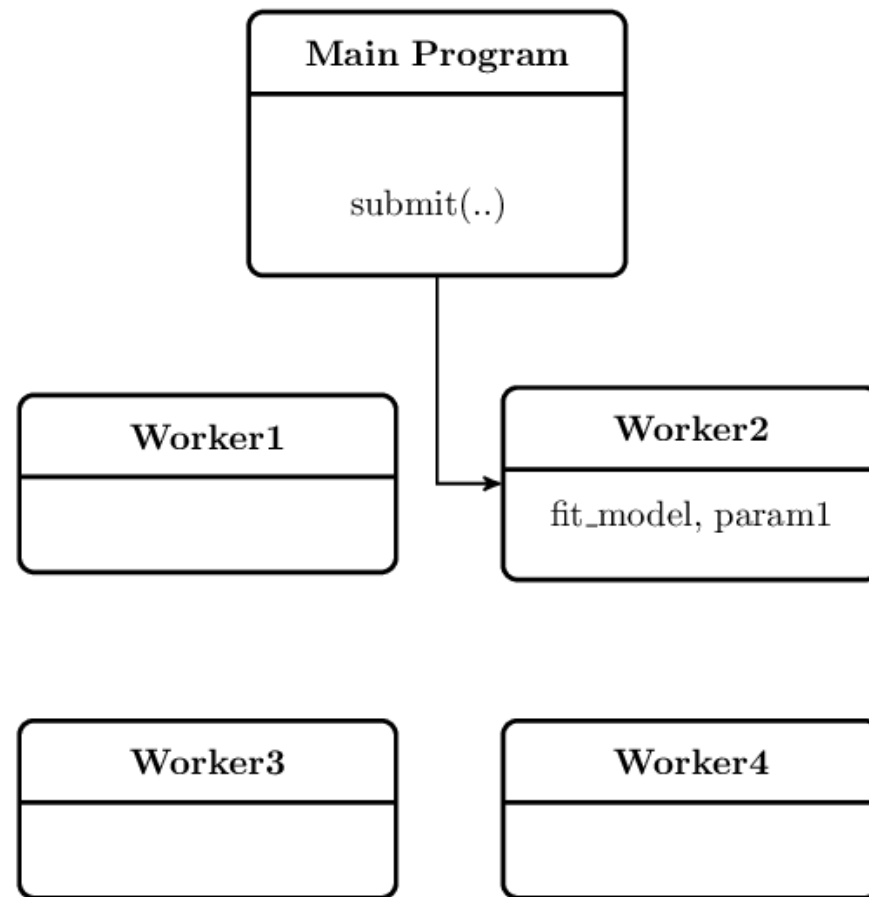 Main Program
submit(..)
Worker1
Worker2
fit_model, param1
Worker3
Worker4